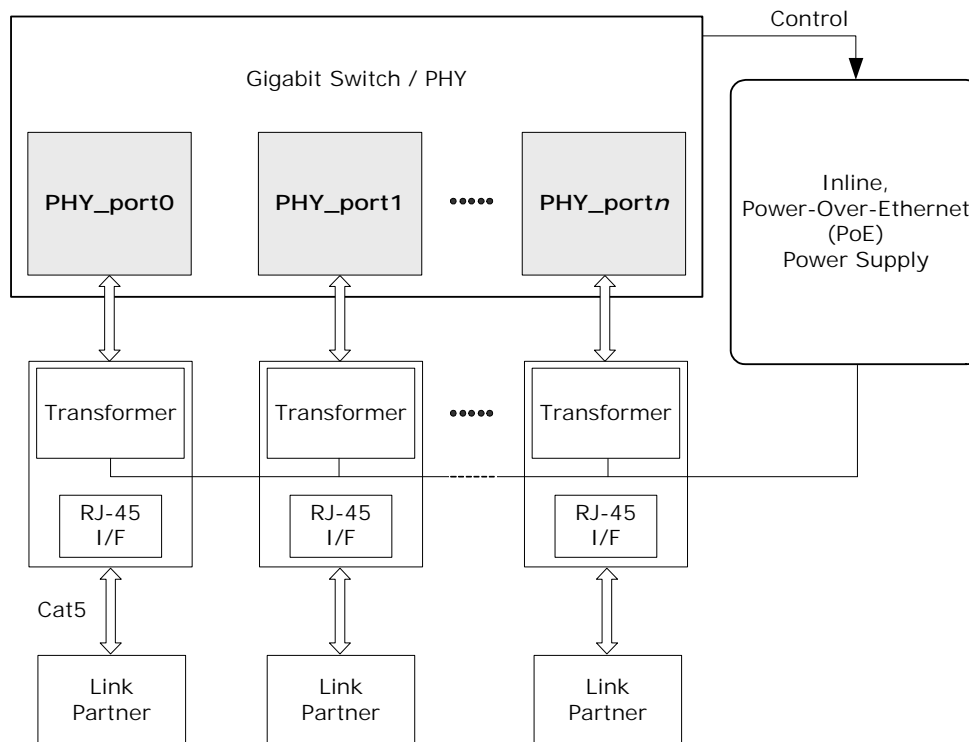 Control
Gigabit Switch / PHY
PHY_port0
PHY_port1
PHY_portn
Inline,
Power-Over-Ethernet
(PoE)
Power Supply
Transformer
Transformer
Transformer
RJ-45
I/F
RJ-45
I/F
RJ-45
I/F
Cat5
Link
Partner
Link
Partner
Link
Partner